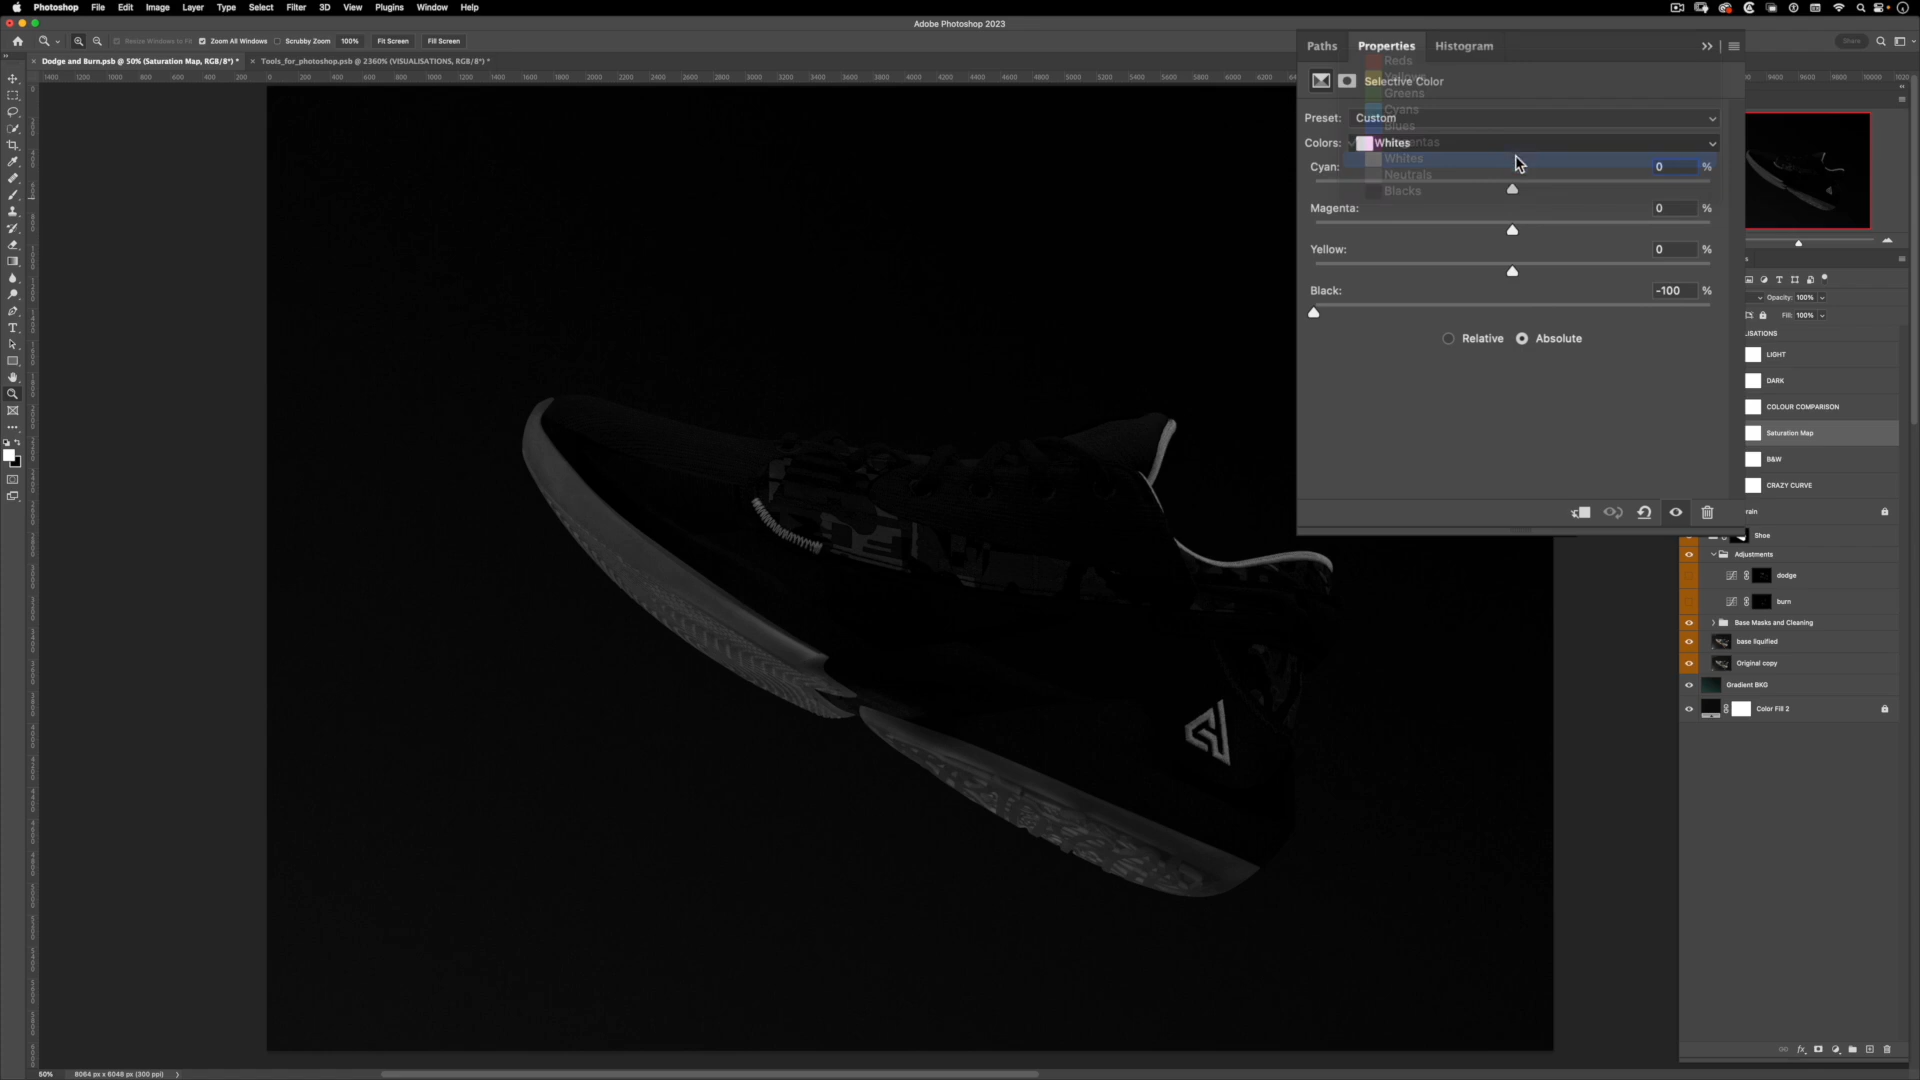 Photoshop File Edit Image Layer Type Select Filter 3D View Plugins Window Help
Adobe Photoshop 2023
Resize Windows to Fit Zoom All Windows Scrubby Zoom 100% Fit Screen Fill Screen
Share
Dodge and Burn.psb @ 50% (Saturation Map, RGB/8*) * × Tools_for_photoshop.psb @ 2360% (VISUALISATIONS, RGB/8*) *
Paths Properties Histogram
Reds
Selective Color
Yellows
Greens
Cyans
Preset: Custom
Blues
Colors: Whites
Whites
Cyan: 0 %
Neutrals
Blacks
Magenta: 0 %
Yellow: 0 %
Black: -100 %
Relative Absolute
Opacity: 100%
Fill: 100%
LIGHT
DARK
COLOUR COMPARISON
Saturation Map
B&W
CRAZY CURVE
Shoe
Adjustments
dodge
burn
Base Masks and Cleaning
base liquified
Original copy
Gradient BKG
Color Fill 2
50% 8064 px x 6048 px (300 ppi)